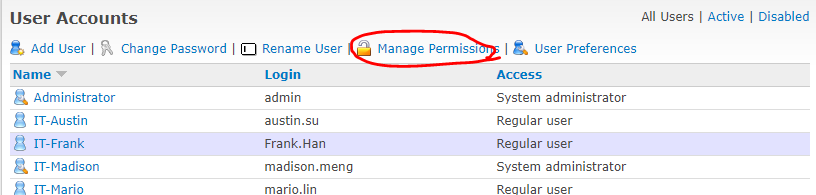 User Accounts
All Users | Active | Disabled
Add User | Change Password | Rename User | Manage Permissions | User Preferences
Name Login Access
Administrator admin System administrator
IT-Austin austin.su Regular user
IT-Frank Frank.Han Regular user
IT-Madison madison.meng System administrator
IT-Mario mario.lin Regular user